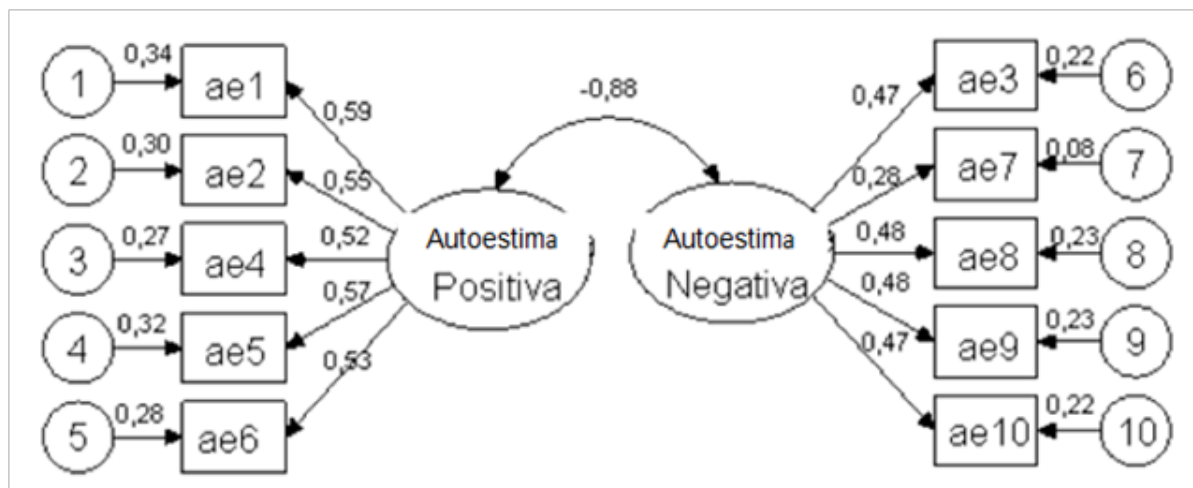 1
0,34
ae1
0,59
2
0,30
ae2
0,55
3
0,27
ae4
0,52
4
0,32
ae5
0,57
5
0,28
ae6
0,53
Autoestima
Positiva
-0,88
Autoestima
Negativa
0,47
ae3
0,22
6
0,28
ae7
0,08
7
0,48
ae8
0,23
8
0,48
ae9
0,23
9
0,47
ae10
0,22
10